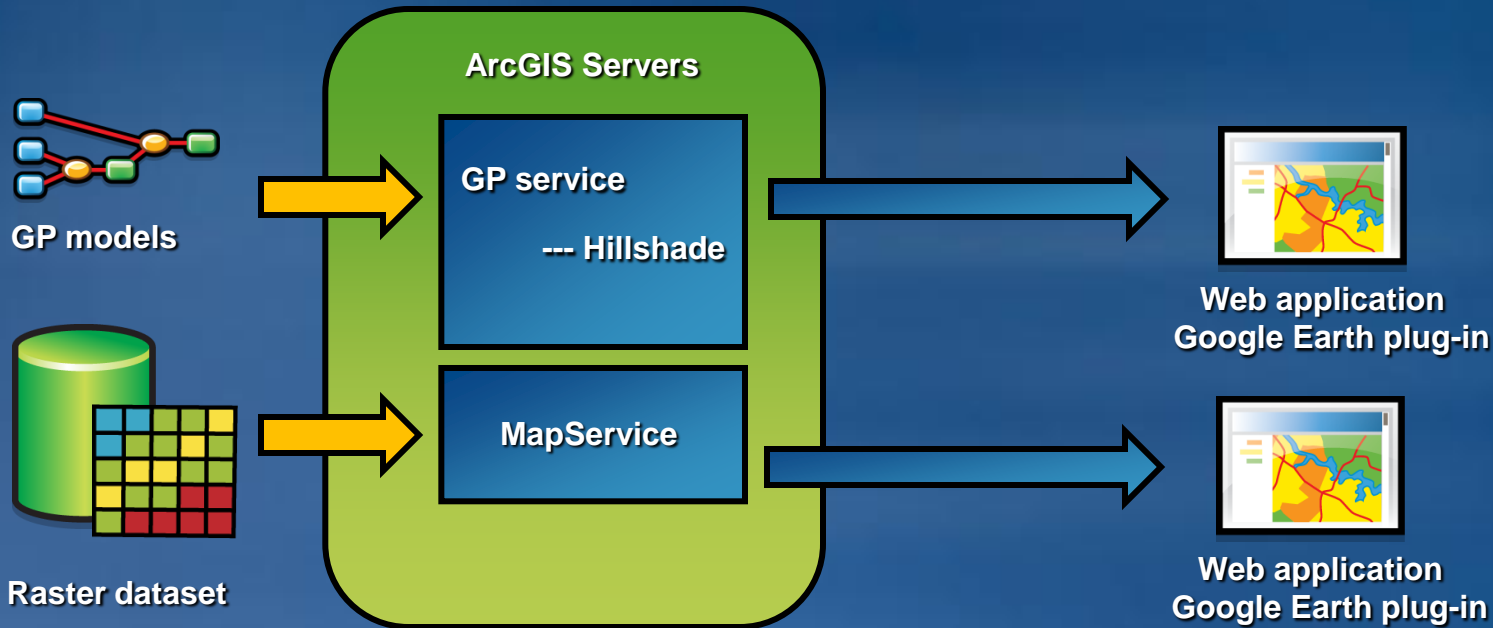 ArcGIS Servers
GP models
GP service
--- Hillshade
Web application
Google Earth plug-in
Raster dataset
MapService
Web application
Google Earth plug-in